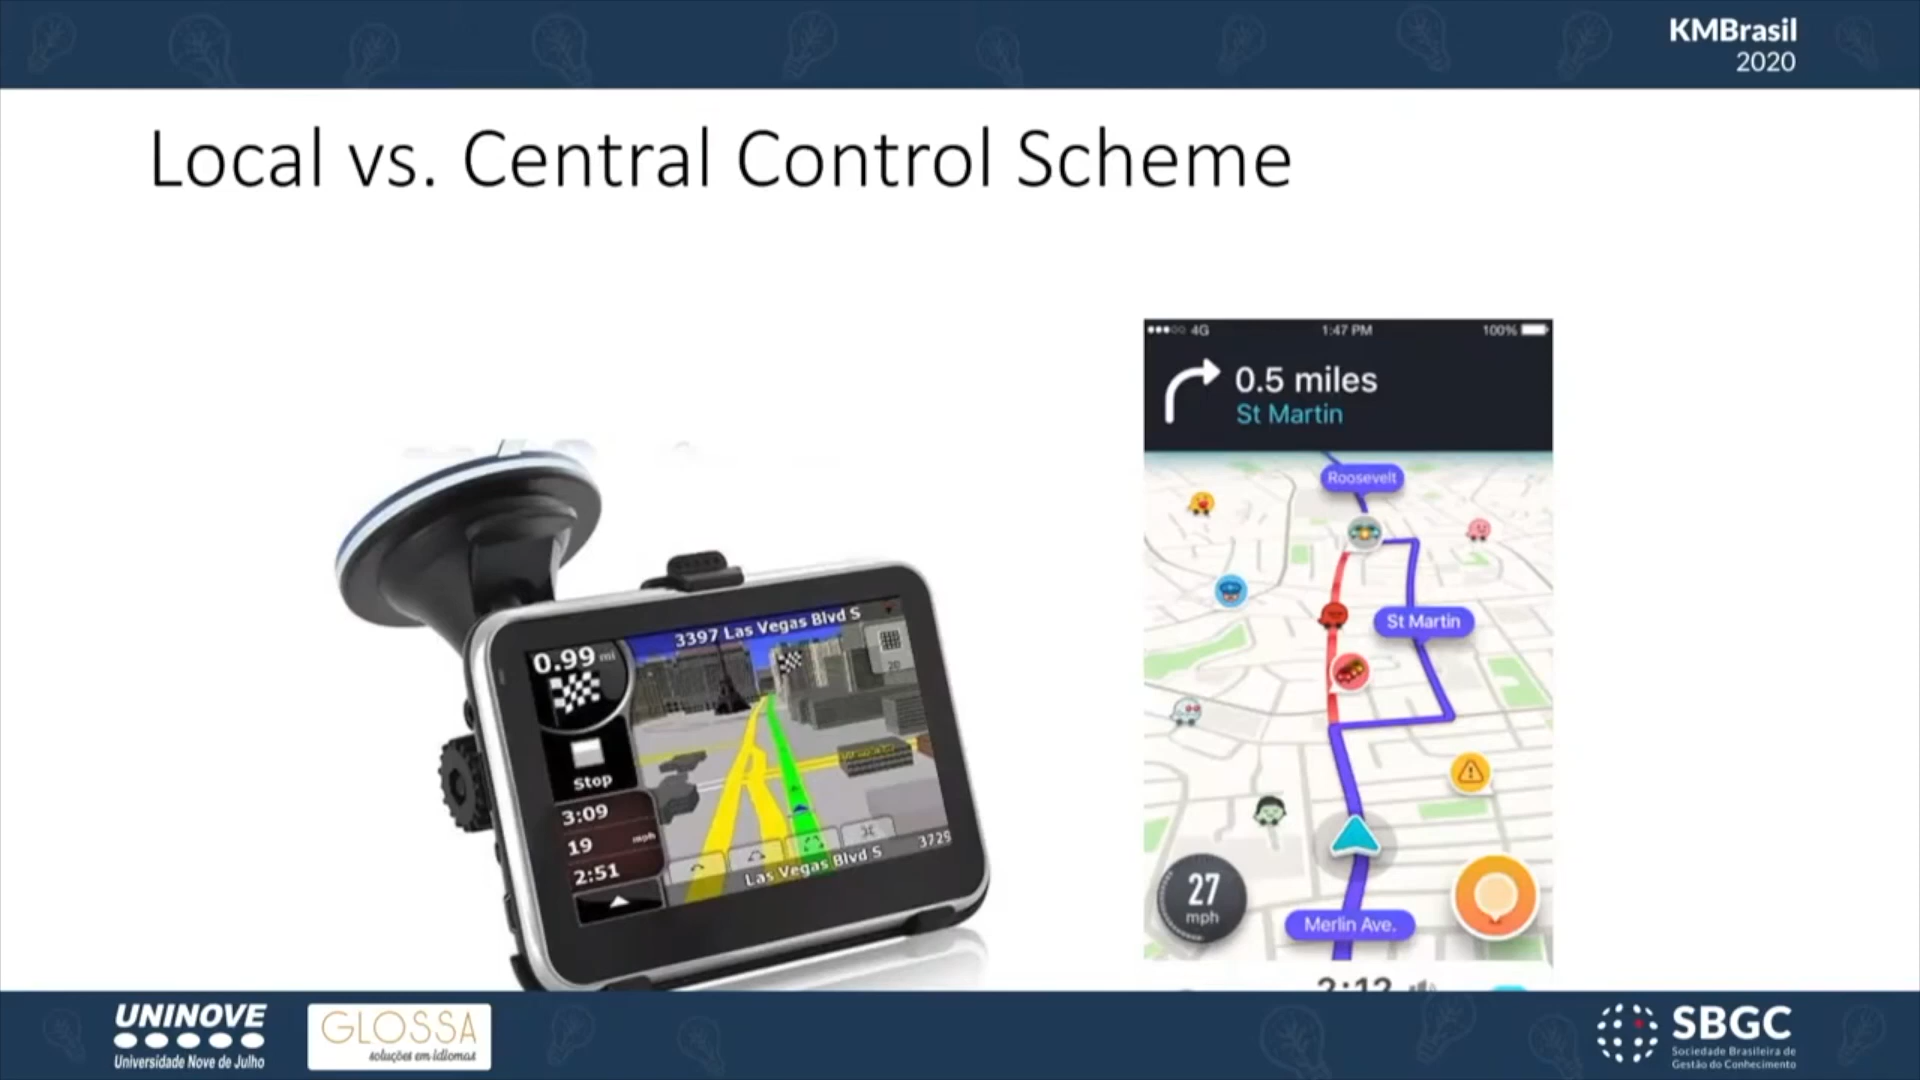 KMBrasil
2020
Local vs. Central Control Scheme
4G 1:47 PM 100%
0.5 miles
St Martin
Roosevelt
St Martin
27
mph
Merlin Ave.
2:12
3397 Las Vegas Blvd S
0.99 mi
2D
Stop
3:09
19 mph
2:51
Las Vegas Blvd S 3729
UNINOVE
Universidade Nove de Julho
GLOSSA
soluções em idiomas
SBGC
Sociedade Brasileira de
Gestão do Conhecimento